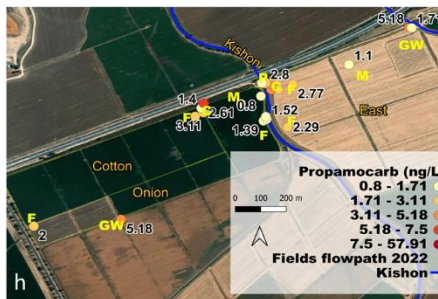 5.18 1.7
GW
Kishon
1.1
M
R 2.8
G F
2.77
M 0.8
1.4
F G 2.61
3.11
1.52
F
1.39 F
2.29
East
Cotton
Onion
F
2
GW 5.18
Propamocarb (ng/L
0.8 - 1.71
1.71 - 3.11
3.11 - 5.18
5.18 - 7.5
7.5 - 57.91
Fields flowpath 2022
Kishon
0 100 200 m
h